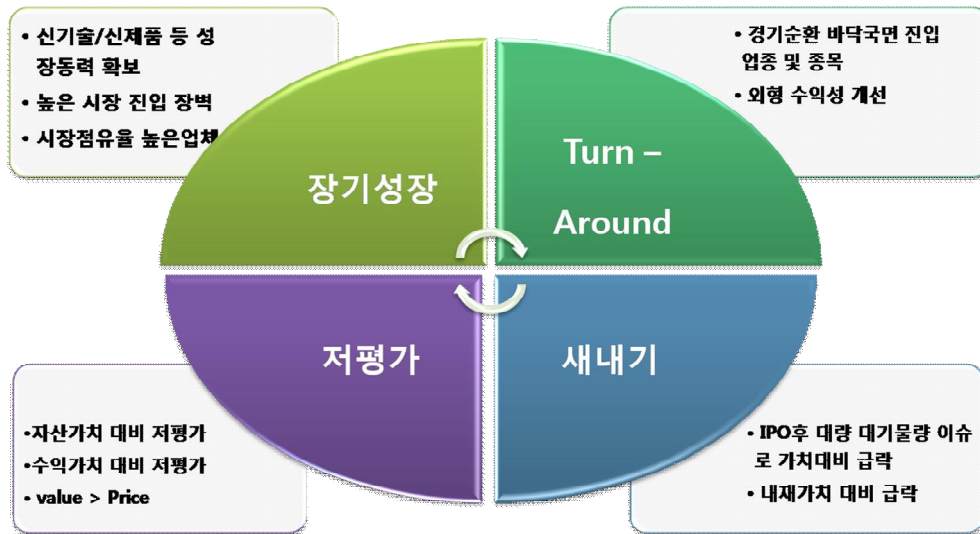 • 신기술/신제품 등 성
장동력 확보
• 높은 시장 진입 장벽
• 시장점유율 높은업체
• 경기순환 바닥국면 진입
업종 및 종목
• 외형 수익성 개선
장기성장
Turn –
Around
저평가
새내기
•자산가치 대비 저평가
•수익가치 대비 저평가
• value > Price
• IPO후 대량 대기물량 이슈
로 가치대비 급락
• 내재가치 대비 급락